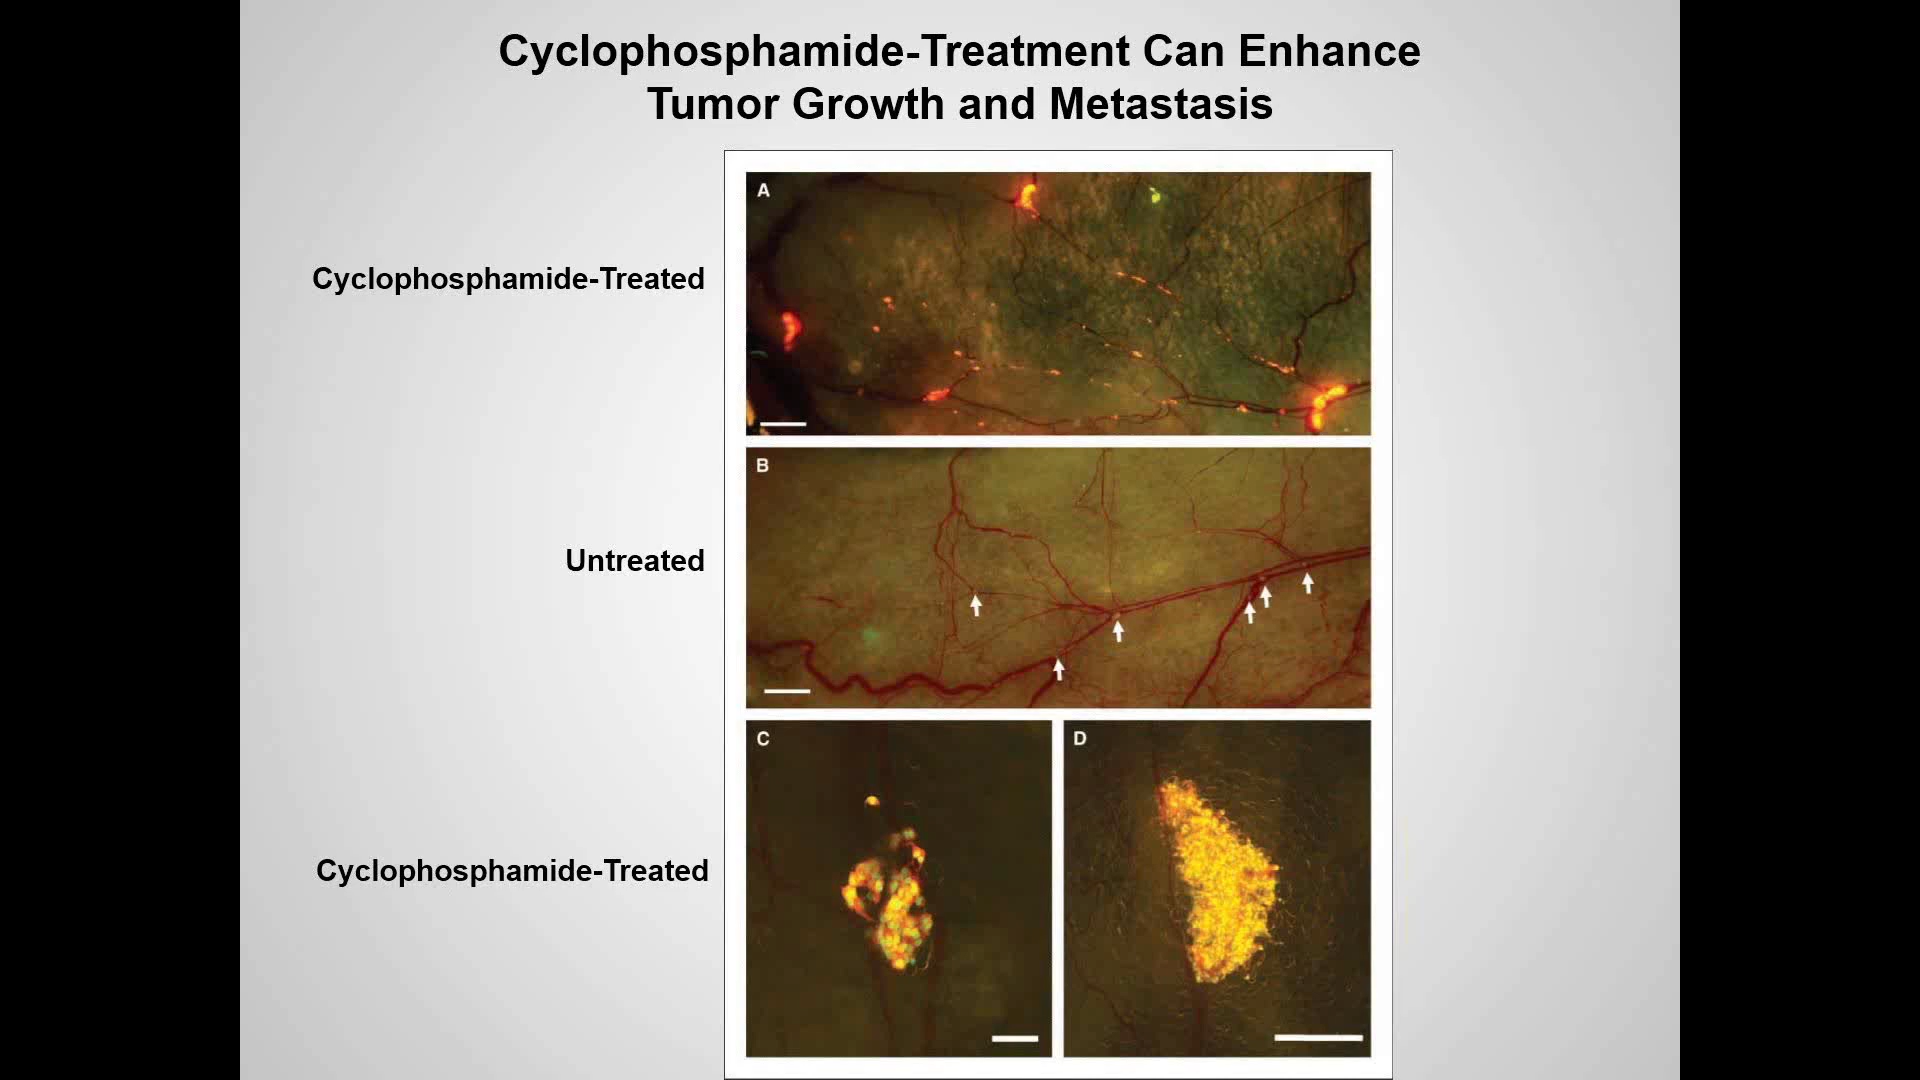 Cyclophosphamide-Treatment Can Enhance
Tumor Growth and Metastasis
A
Cyclophosphamide-Treated
B
Untreated
C
D
Cyclophosphamide-Treated